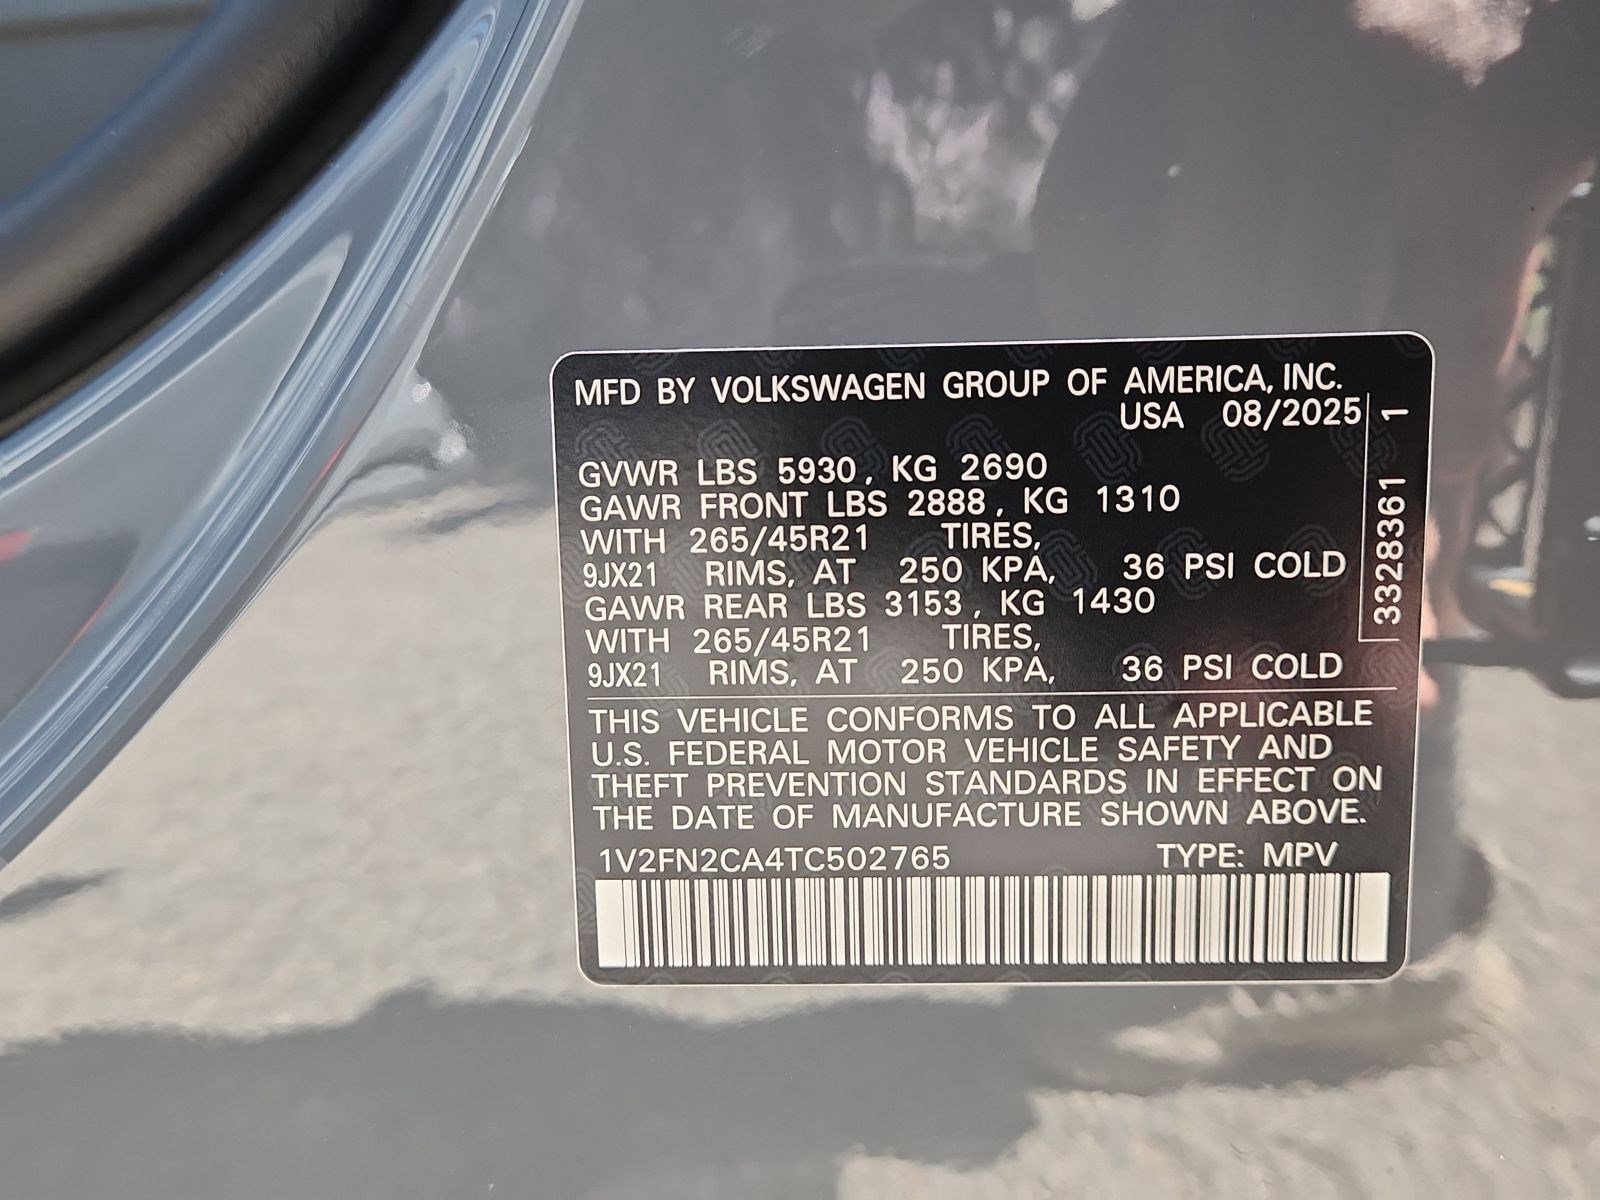 MFD BY VOLKSWAGEN GROUP OF AMERICA, INC.
USA 08/2025
GVWR LBS 5930, KG 2690
GAWR FRONT LBS 2888, KG 1310
WITH 265/45R21 TIRES,
9JX21 RIMS, AT 250 KPA, 36 PSI COLD
GAWR REAR LBS 3153, KG 1430
WITH 265/45R21 TIRES,
9JX21 RIMS, AT 250 KPA, 36 PSI COLD
3328361 1
THIS VEHICLE CONFORMS TO ALL APPLICABLE
U.S. FEDERAL MOTOR VEHICLE SAFETY AND
THEFT PREVENTION STANDARDS IN EFFECT ON
THE DATE OF MANUFACTURE SHOWN ABOVE.
1V2FN2CA4TC502765 TYPE: MPV